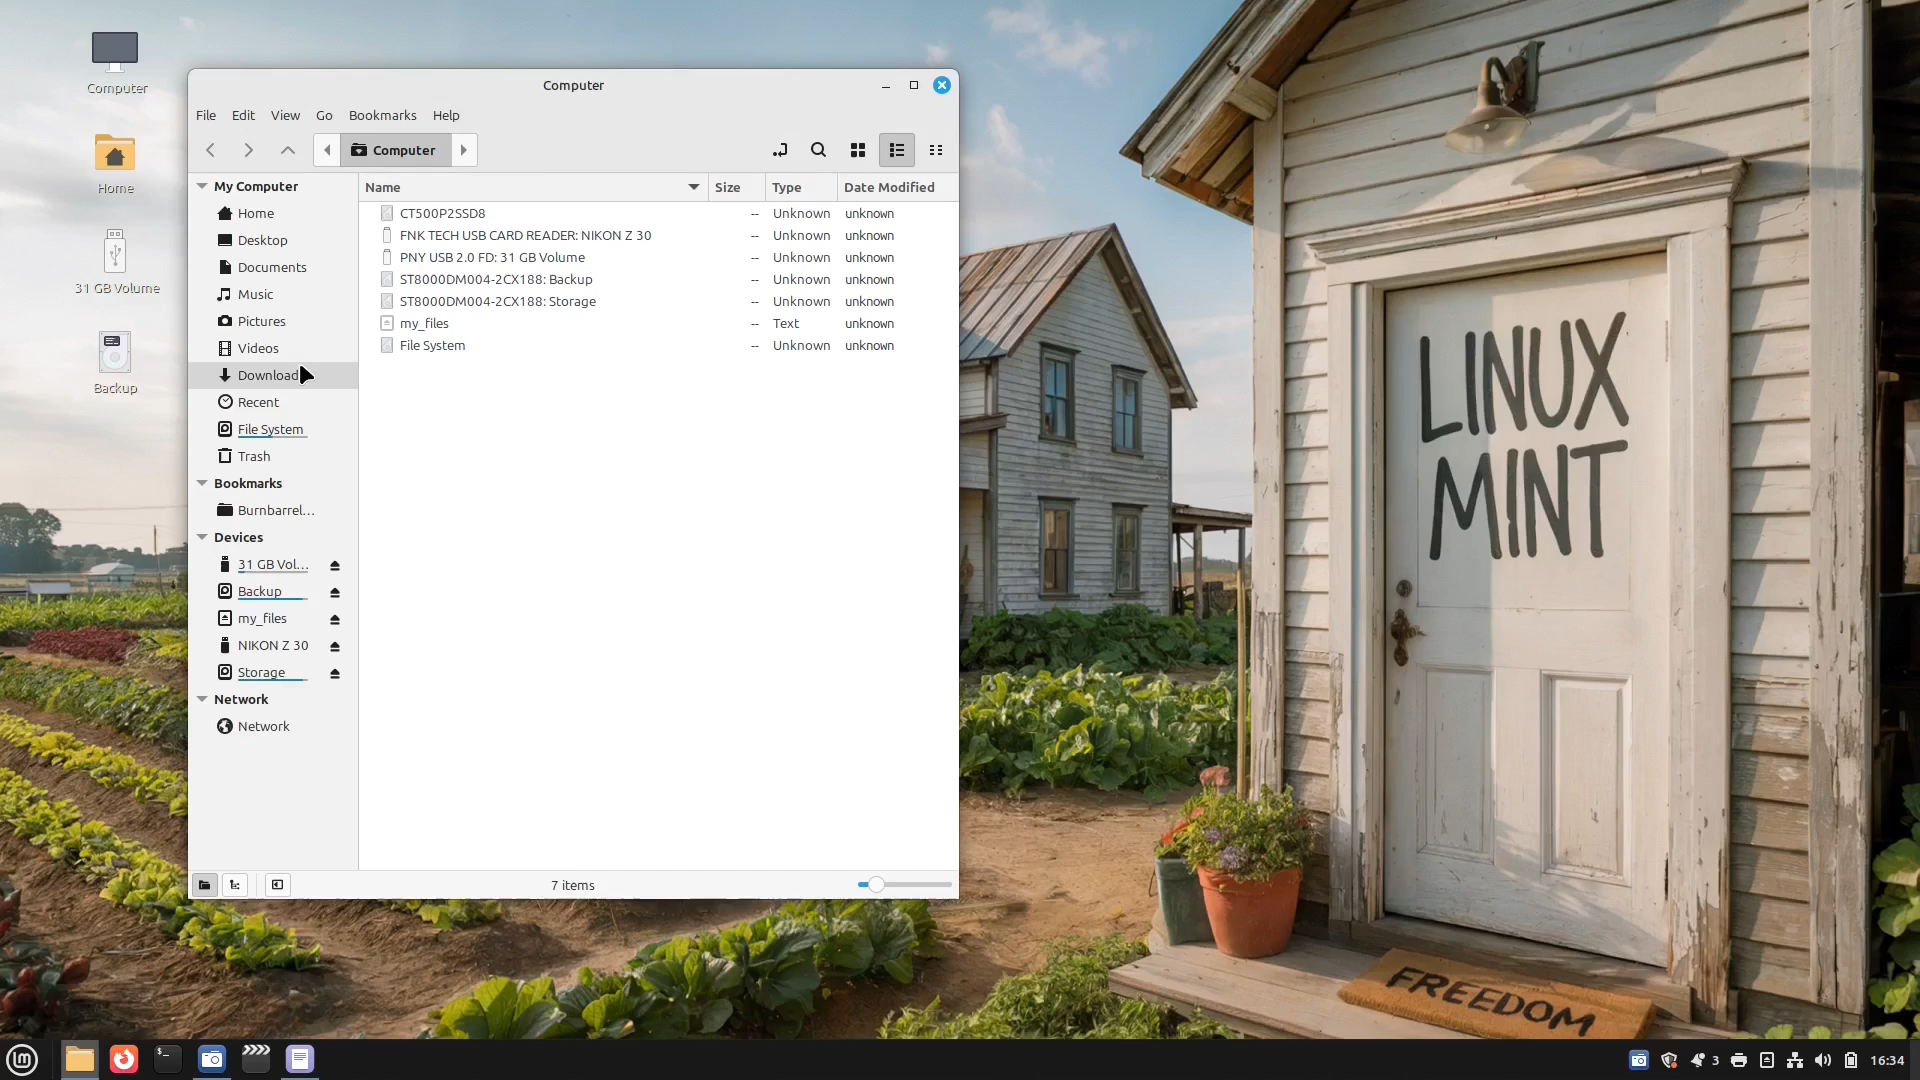 Computer
Home
31 GB Volume
Backup
Computer
File Edit View Go Bookmarks Help
Computer
My Computer
Home
Desktop
Documents
Music
Pictures
Videos
Download
Recent
File System
Trash
Bookmarks
Burnbarrel...
Devices
31 GB Vol...
Backup
my_files
NIKON Z 30
Storage
Network
Network
Name Size Type Date Modified
CT500P2SSD8 -- Unknown unknown
FNK TECH USB CARD READER: NIKON Z 30 -- Unknown unknown
PNY USB 2.0 FD: 31 GB Volume -- Unknown unknown
ST8000DM004-2CX188: Backup -- Unknown unknown
ST8000DM004-2CX188: Storage -- Unknown unknown
my_files -- Text unknown
File System -- Unknown unknown
7 items
LINUX
MINT
FREEDOM
3
16:34